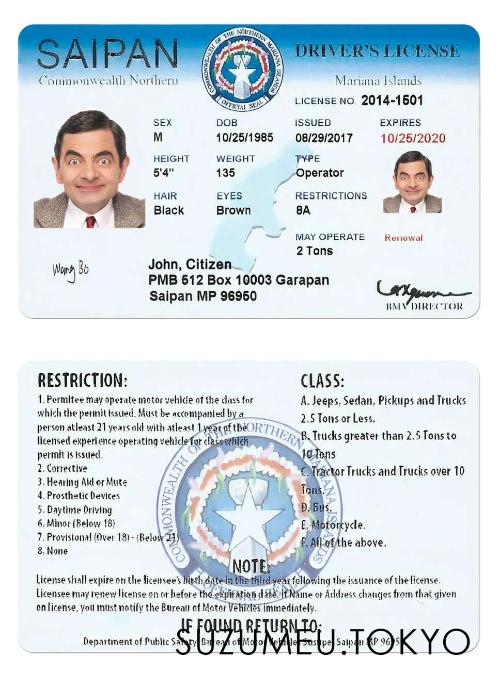 SAIPAN
DRIVER'S LICENSE
Commonwealth Northern
Mariana Islands
LICENSE NO. 2014-1501
SEX DOB ISSUED EXPIRES
M 10/25/1985 08/29/2017 10/25/2020
HEIGHT WEIGHT TYPE
5'4" 135 Operator
HAIR EYES RESTRICTIONS
Black Brown 8A
MAY OPERATE Renewal
2 Tons
Wang Bo
John, Citizen
PMB 512 Box 10003 Garapan
Saipan MP 96950
BMV DIRECTOR
COMMONWEALTH OF THE NORTHERN MARIANA ISLANDS
OFFICIAL SEAL
RESTRICTION:
1. Permitee may operate motor vehicle of the class for
which the permit issued. Must be accompanied by a
person atleast 21 years old with atleast 1 year of the
licensed experience operating vehicle for class which
permit is issued.
2. Corrective
3. Hearing Aid or Mute
4. Prosthetic Devices
5. Daytime Driving
6. Minor (Below 18)
7. Provisional (Over 18) - (Below 21)
8. None
CLASS:
A. Jeeps, Sedan, Pickups and Trucks
2.5 Tons or Less.
B. Trucks greater than 2.5 Tons to
10 Tons
C. Tractor Trucks and Trucks over 10
Tons.
D. Bus.
E. Motorcycle.
F. All of the above.
NOTE:
License shall expire on the licensee's birth date in the third year following the issuance of the license.
Licensee may renew license on or before the expiration date. If Name or Address changes from that given
on license, you must notify the Bureau of Motor Vehicles immediately.
IF FOUND RETURN TO:
Department of Public Safety, Bureau of Motor Vehicles Susupe, Saipan MP 96950
SUZUMEU.TOKYO